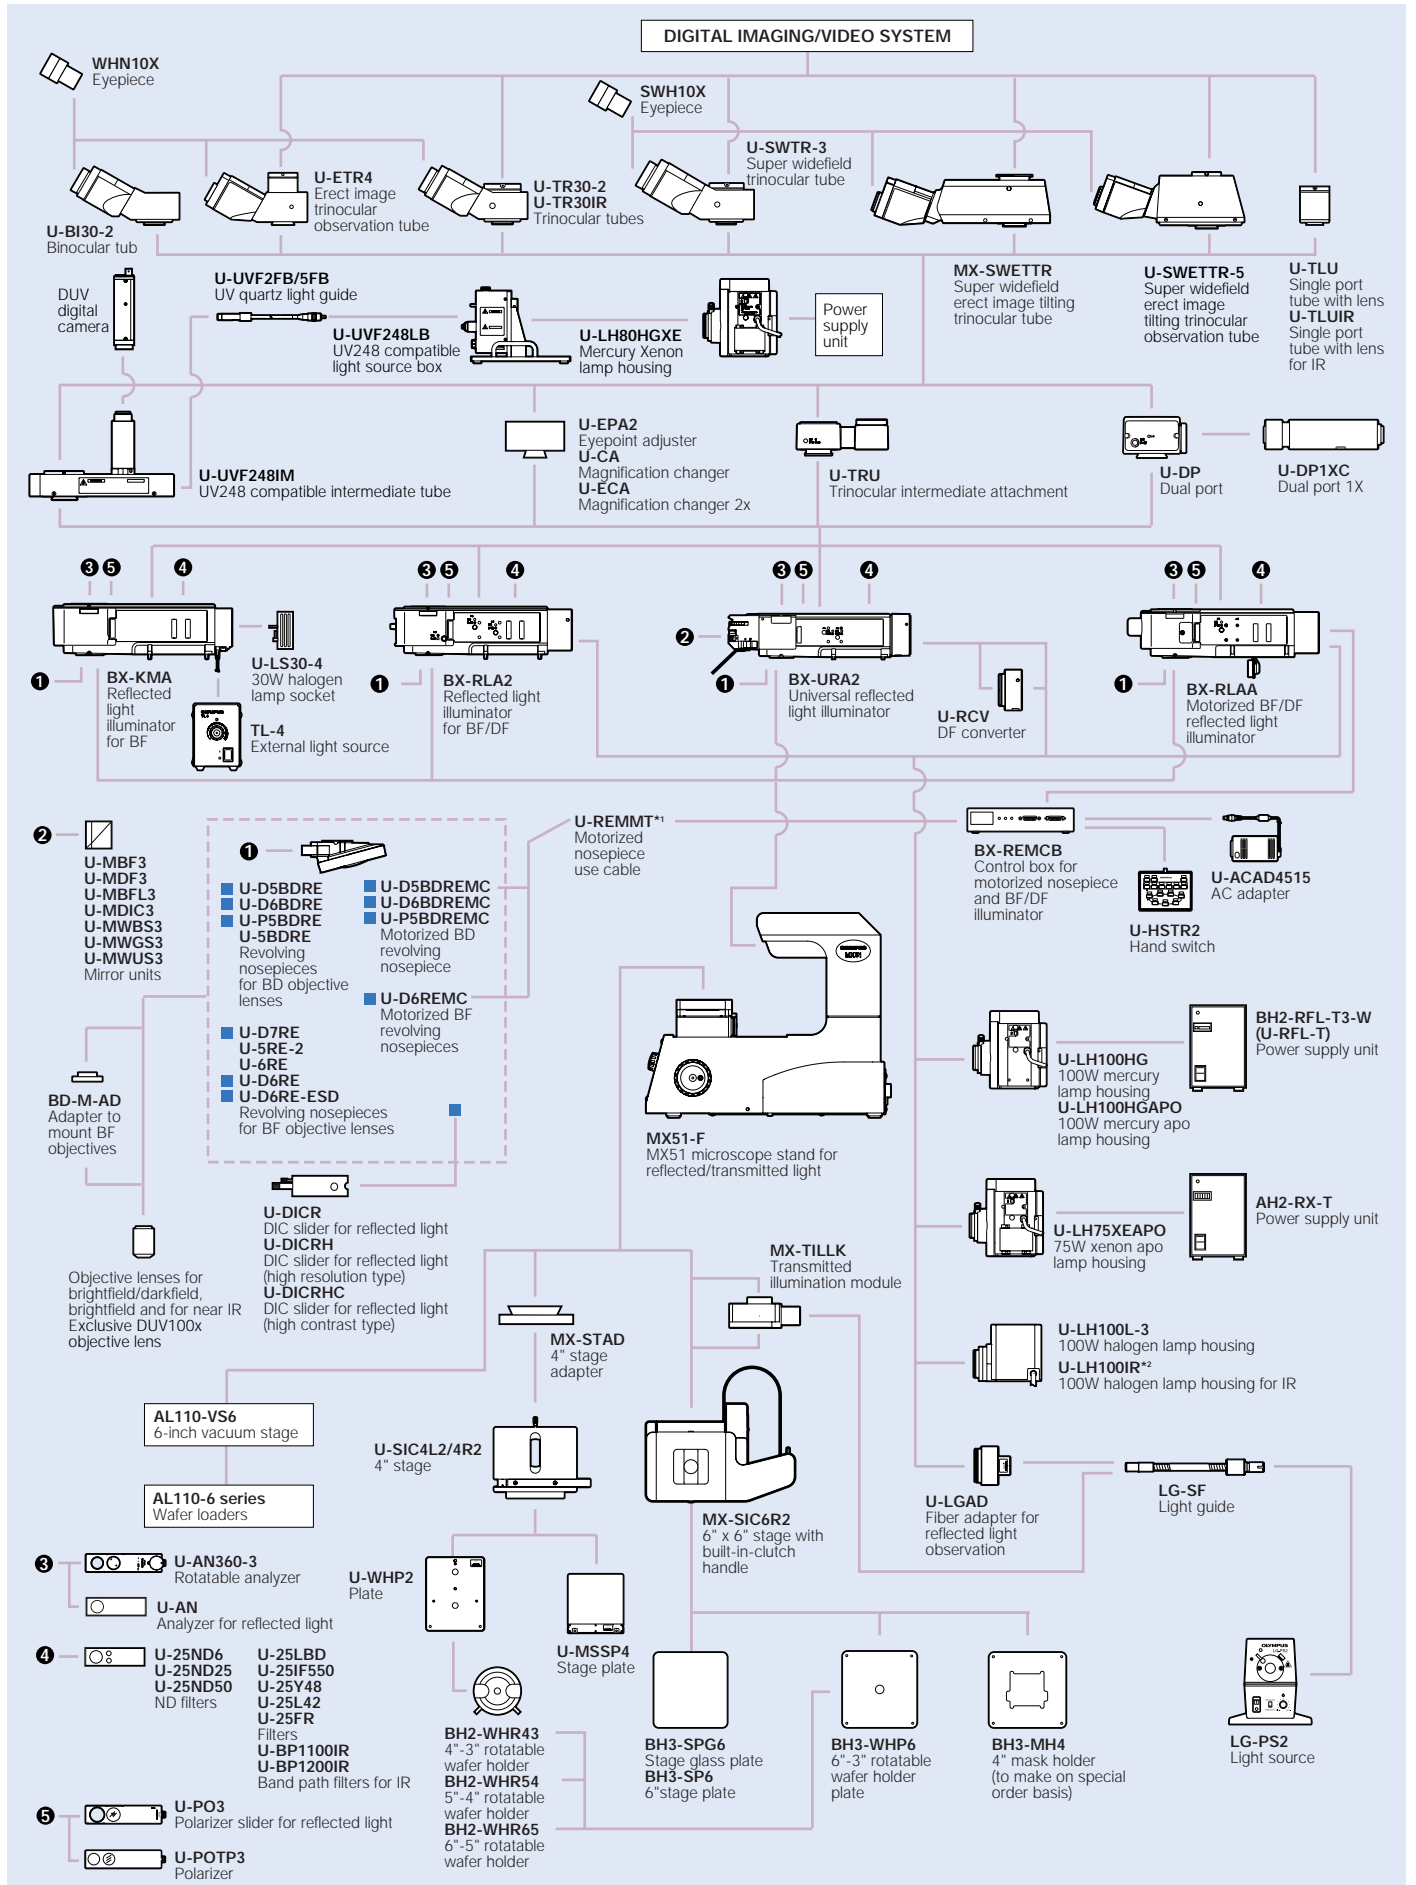 DIGITAL IMAGING/VIDEO SYSTEM
WHN10X
Eyepiece
SWH10X
Eyepiece
U-BI30-2
Binocular tub
U-ETR4
Erect image
trinocular
observation tube
U-TR30-2
U-TR30IR
Trinocular tubes
U-SWTR-3
Super widefield
trinocular tube
MX-SWETTR
Super widefield
erect image tilting
trinocular tube
U-SWETTR-5
Super widefield
erect image
tilting trinocular
observation tube
U-TLU
Single port
tube with lens
U-TLUIR
Single port
tube with lens
for IR
DUV
digital
camera
U-UVF2FB/5FB
UV quartz light guide
U-UVF248LB
UV248 compatible
light source box
U-LH80HGXE
Mercury Xenon
lamp housing
Power
supply
unit
U-UVF248IM
UV248 compatible intermediate tube
U-EPA2
Eyepoint adjuster
U-CA
Magnification changer
U-ECA
Magnification changer 2x
U-TRU
Trinocular intermediate attachment
U-DP
Dual port
U-DP1XC
Dual port 1X
3 5 4
3 5 4
3 5 4
3 5 4
1
BX-KMA
Reflected
light
illuminator
for BF
U-LS30-4
30W halogen
lamp socket
TL-4
External light source
1
BX-RLA2
Reflected light
illuminator
for BF/DF
2
1
BX-URA2
Universal reflected
light illuminator
U-RCV
DF converter
1
BX-RLAA
Motorized BF/DF
reflected light
illuminator
2
U-MBF3
U-MDF3
U-MBFL3
U-MDIC3
U-MWBS3
U-MWGS3
U-MWUS3
Mirror units
1
U-D5BDRE
U-D6BDRE
U-P5BDRE
U-5BDRE
Revolving
nosepieces
for BD objective
lenses
U-D5BDREMC
U-D6BDREMC
U-P5BDREMC
Motorized BD
revolving
nosepiece
U-D6REMC
Motorized BF
revolving
nosepieces
U-D7RE
U-5RE-2
U-6RE
U-D6RE
U-D6RE-ESD
Revolving nosepieces
for BF objective lenses
U-REMMT*1
Motorized
nosepiece
use cable
BX-REMCB
Control box for
motorized nosepiece
and BF/DF
illuminator
U-ACAD4515
AC adapter
U-HSTR2
Hand switch
BD-M-AD
Adapter to
mount BF
objectives
MX51
MX51-F
MX51 microscope stand for
reflected/transmitted light
U-LH100HG
100W mercury
lamp housing
U-LH100HGAPO
100W mercury apo
lamp housing
BH2-RFL-T3-W
(U-RFL-T)
Power supply unit
U-DICR
DIC slider for reflected light
U-DICRH
DIC slider for reflected light
(high resolution type)
U-DICRHC
DIC slider for reflected light
(high contrast type)
Objective lenses for
brightfield/darkfield,
brightfield and for near IR
Exclusive DUV100x
objective lens
U-LH75XEAPO
75W xenon apo
lamp housing
AH2-RX-T
Power supply unit
MX-TILLK
Transmitted
illumination module
MX-STAD
4" stage
adapter
U-LH100L-3
100W halogen lamp housing
U-LH100IR*2
100W halogen lamp housing for IR
AL110-VS6
6-inch vacuum stage
AL110-6 series
Wafer loaders
U-SIC4L2/4R2
4" stage
MX-SIC6R2
6" x 6" stage with
built-in-clutch
handle
U-LGAD
Fiber adapter for
reflected light
observation
LG-SF
Light guide
3
U-AN360-3
Rotatable analyzer
U-AN
Analyzer for reflected light
U-WHP2
Plate
U-MSSP4
Stage plate
4
U-25ND6
U-25ND25
U-25ND50
ND filters
U-25LBD
U-25IF550
U-25Y48
U-25L42
U-25FR
Filters
U-BP1100IR
U-BP1200IR
Band path filters for IR
BH2-WHR43
4"-3" rotatable
wafer holder
BH2-WHR54
5"-4" rotatable
wafer holder
BH2-WHR65
6"-5" rotatable
wafer holder
BH3-SPG6
Stage glass plate
BH3-SP6
6"stage plate
BH3-WHP6
6"-3" rotatable
wafer holder
plate
BH3-MH4
4" mask holder
(to make on special
order basis)
OLYMPUS
LG-PS2
Light source
5
U-PO3
Polarizer slider for reflected light
U-POTP3
Polarizer